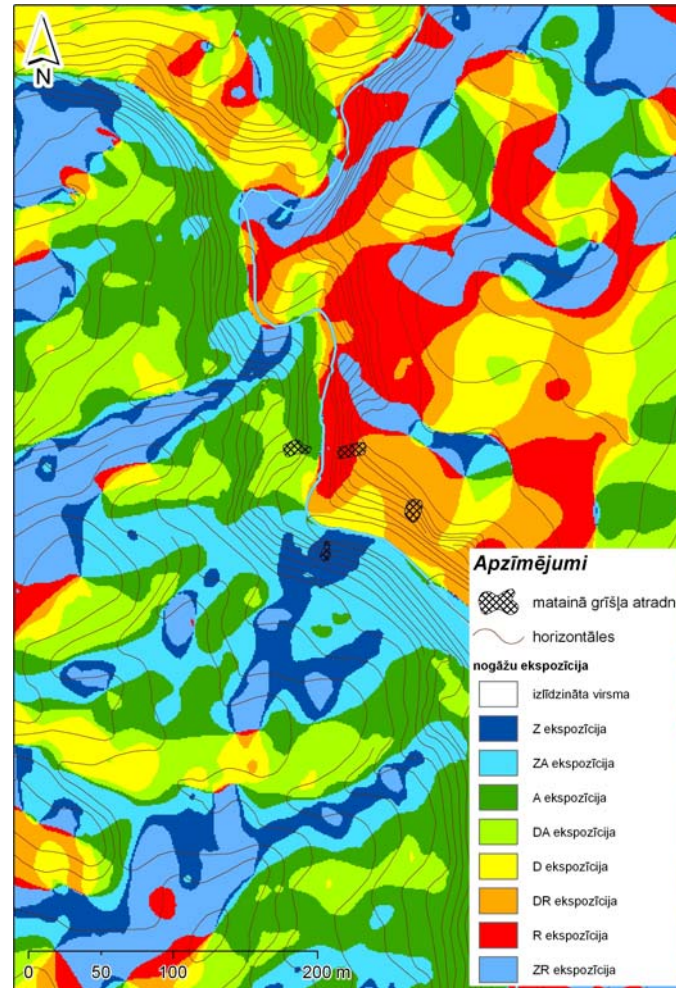 N
Apzīmējumi
matainā grīšļa atradn
horizontāles
nogāžu ekspozīcija
izlīdzināta virsma
Z ekspozīcija
ZA ekspozīcija
A ekspozīcija
DA ekspozīcija
D ekspozīcija
DR ekspozīcija
R ekspozīcija
ZR ekspozīcija
0 50 100 200 m